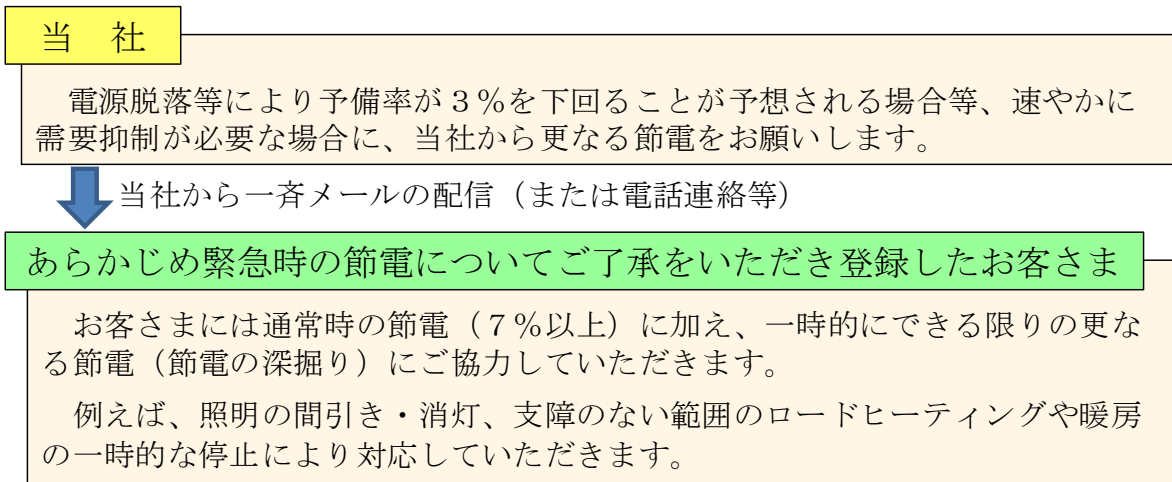 当　社
　電源脱落等により予備率が３％を下回ることが予想される場合等、速やかに
需要抑制が必要な場合に、当社から更なる節電をお願いします。
当社から一斉メールの配信（または電話連絡等）
あらかじめ緊急時の節電についてご了承をいただき登録したお客さま
　お客さまには通常時の節電（７％以上）に加え、一時的にできる限りの更な
る節電（節電の深掘り）にご協力していただきます。
　例えば、照明の間引き・消灯、支障のない範囲のロードヒーティングや暖房
の一時的な停止により対応していただきます。